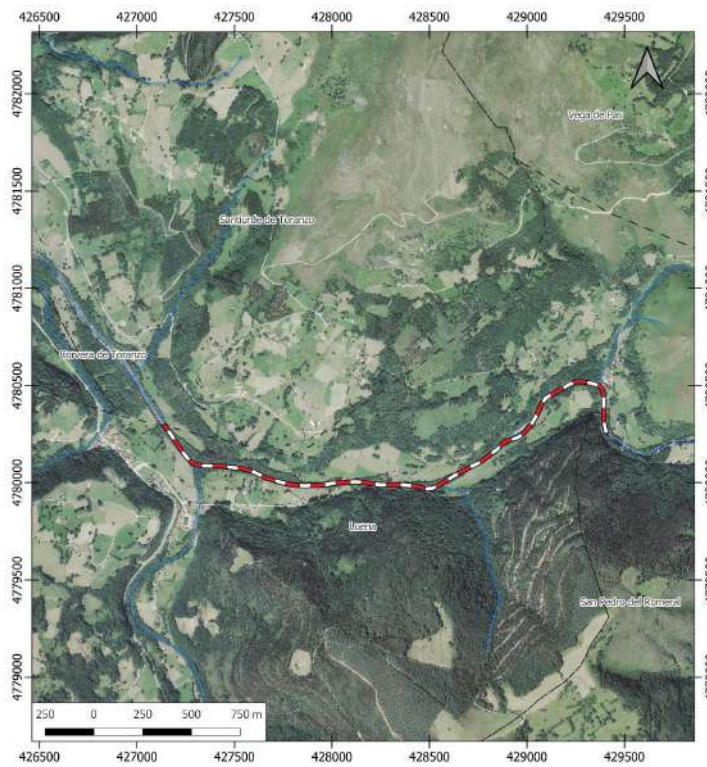 426500 427000 427500 428000 428500 429000 429500
4782000
Vega de Pas
4781500
Santiurde de Toranzo
4781000
Corvera de Toranzo
4780500
4780000
Luena
4779500
San Pedro del Romeral
4779000
250 0 250 500 750 m
426500 427000 427500 428000 428500 429000 429500